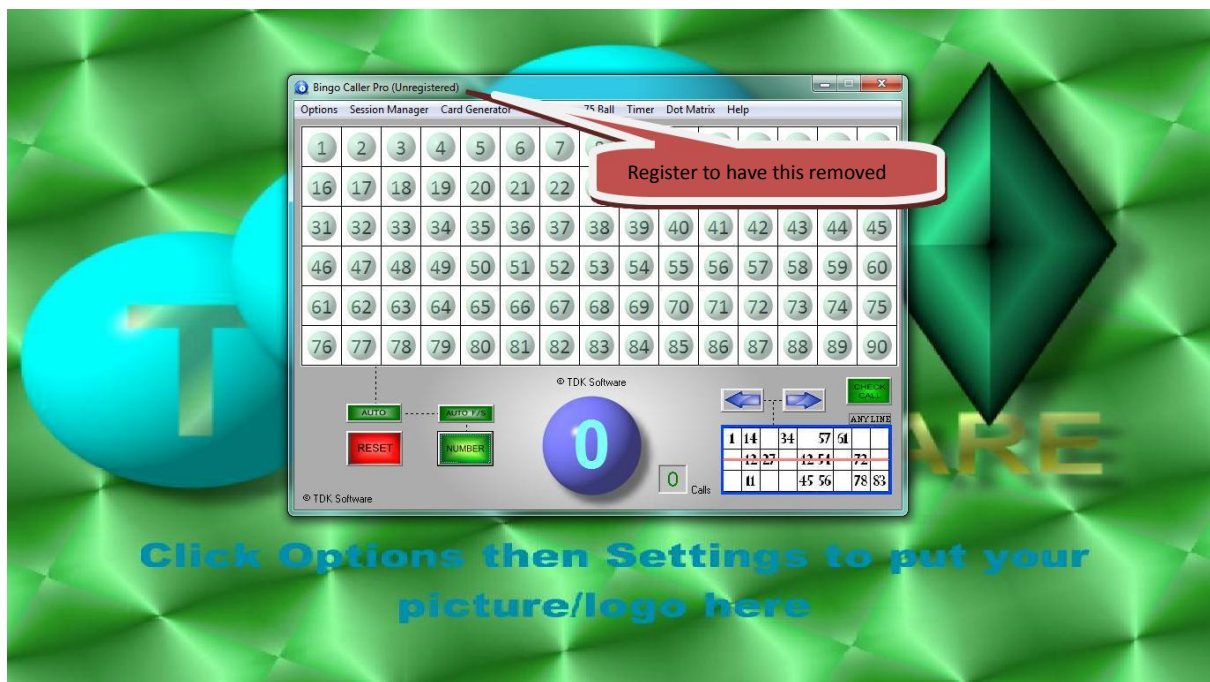 Bingo Caller Pro (Unregistered)
Options Session Manager Card Generator 75 Ball Timer Dot Matrix Help
1 2 3 4 5 6 7
Register to have this removed
16 17 18 19 20 21 22
31 32 33 34 35 36 37 38 39 40 41 42 43 44 45
46 47 48 49 50 51 52 53 54 55 56 57 58 59 60
61 62 63 64 65 66 67 68 69 70 71 72 73 74 75
76 77 78 79 80 81 82 83 84 85 86 87 88 89 90
© TDK Software
CHECK
CALL
AUTO AUTO F/S
ANY LINE
RESET NUMBER
0
1 14 34 57 61
12 27 42 54 72
11 45 56 78 83
0 Calls
© TDK Software
T ARE
Click Options then Settings to put your
picture/logo here